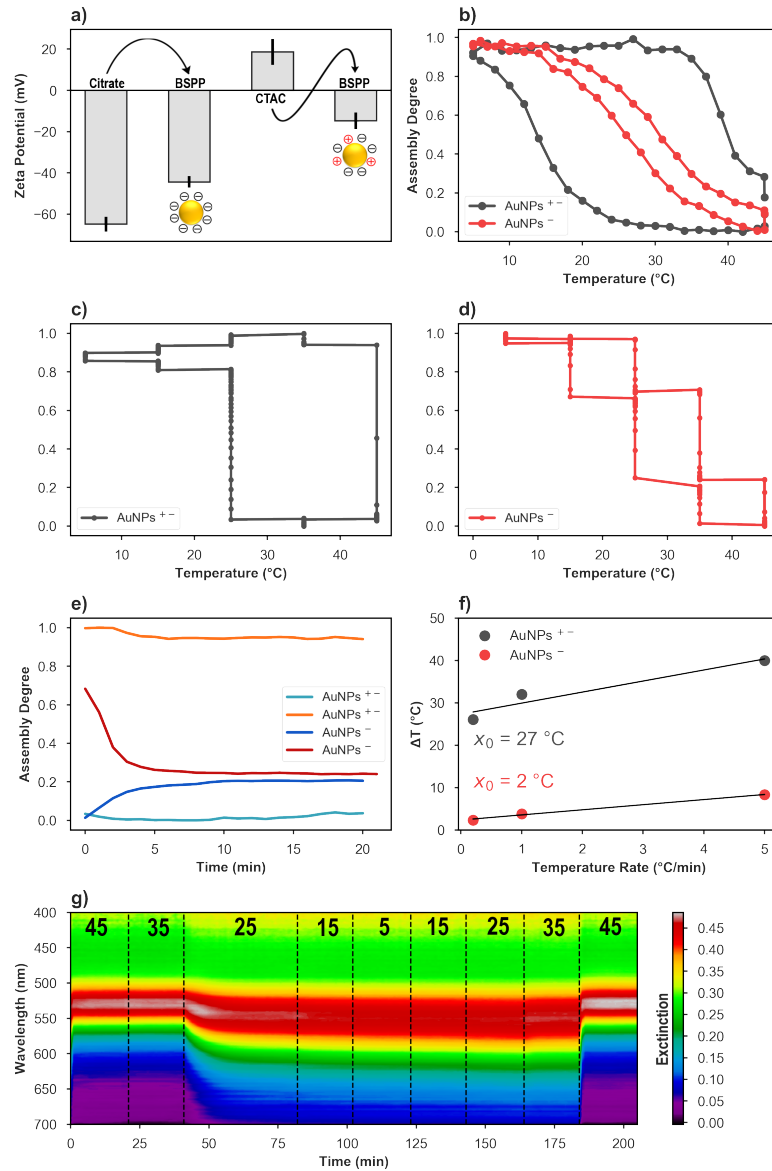 a)
Zeta Potential (mV)
20
0
−20
−40
−60
Citrate
BSPP
CTAC
BSPP
b)
Assembly Degree
1.0
0.8
0.6
0.4
0.2
0.0
AuNPs + −
AuNPs −
10 20 30 40
Temperature (°C)
c)
1.0
0.8
0.6
0.4
0.2
0.0
AuNPs + −
10 20 30 40
Temperature (°C)
d)
1.0
0.8
0.6
0.4
0.2
0.0
AuNPs −
0 10 20 30 40
Temperature (°C)
e)
Assembly Degree
1.0
0.8
0.6
0.4
0.2
0.0
AuNPs + −
AuNPs + −
AuNPs −
AuNPs −
0 5 10 15 20
Time (min)
f)
ΔT (°C)
50
40
30
20
10
0
AuNPs + −
AuNPs −
x0 = 27 °C
x0 = 2 °C
0 1 2 3 4 5
Temperature Rate (°C/min)
g)
Wavelength (nm)
400
450
500
550
600
650
700
45 35 25 15 5 15 25 35 45
0 25 50 75 100 125 150 175 200
Time (min)
Exctinction
0.45
0.40
0.35
0.30
0.25
0.20
0.15
0.10
0.05
0.00